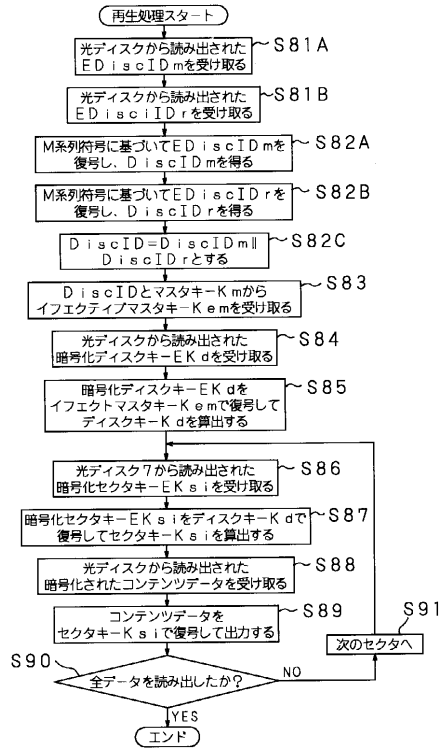 再生処理スタート
光ディスクから読み出された
EDiscIDmを受け取る
S81A
光ディスクから読み出された
EDisciIDrを受け取る
S81B
M系列符号に基づいてEDiscIDmを
復号し、DiscIDmを得る
S82A
M系列符号に基づいてEDiscIDrを
復号し、DiscIDrを得る
S82B
DiscID=DiscIDm||
DiscIDrとする
S82C
DiscIDとマスタキーKmから
イフェクティブマスタキーKemを受け取る
S83
光ディスクから読み出された
暗号化ディスクキーEKdを受け取る
S84
暗号化ディスクキーEKdを
イフェクトマスタキーKemで復号して
ディスクキーKdを算出する
S85
光ディスク7から読み出された
暗号化セクタキーEKsiを受け取る
S86
暗号化セクタキーEKsiをディスクキーKdで
復号してセクタキーKsiを算出する
S87
光ディスクから読み出された
暗号化されたコンテンツデータを受け取る
S88
コンテンツデータを
セクタキーKsiで復号して出力する
S89
S90
全データを読み出したか?
NO
次のセクタへ
S91
YES
エンド